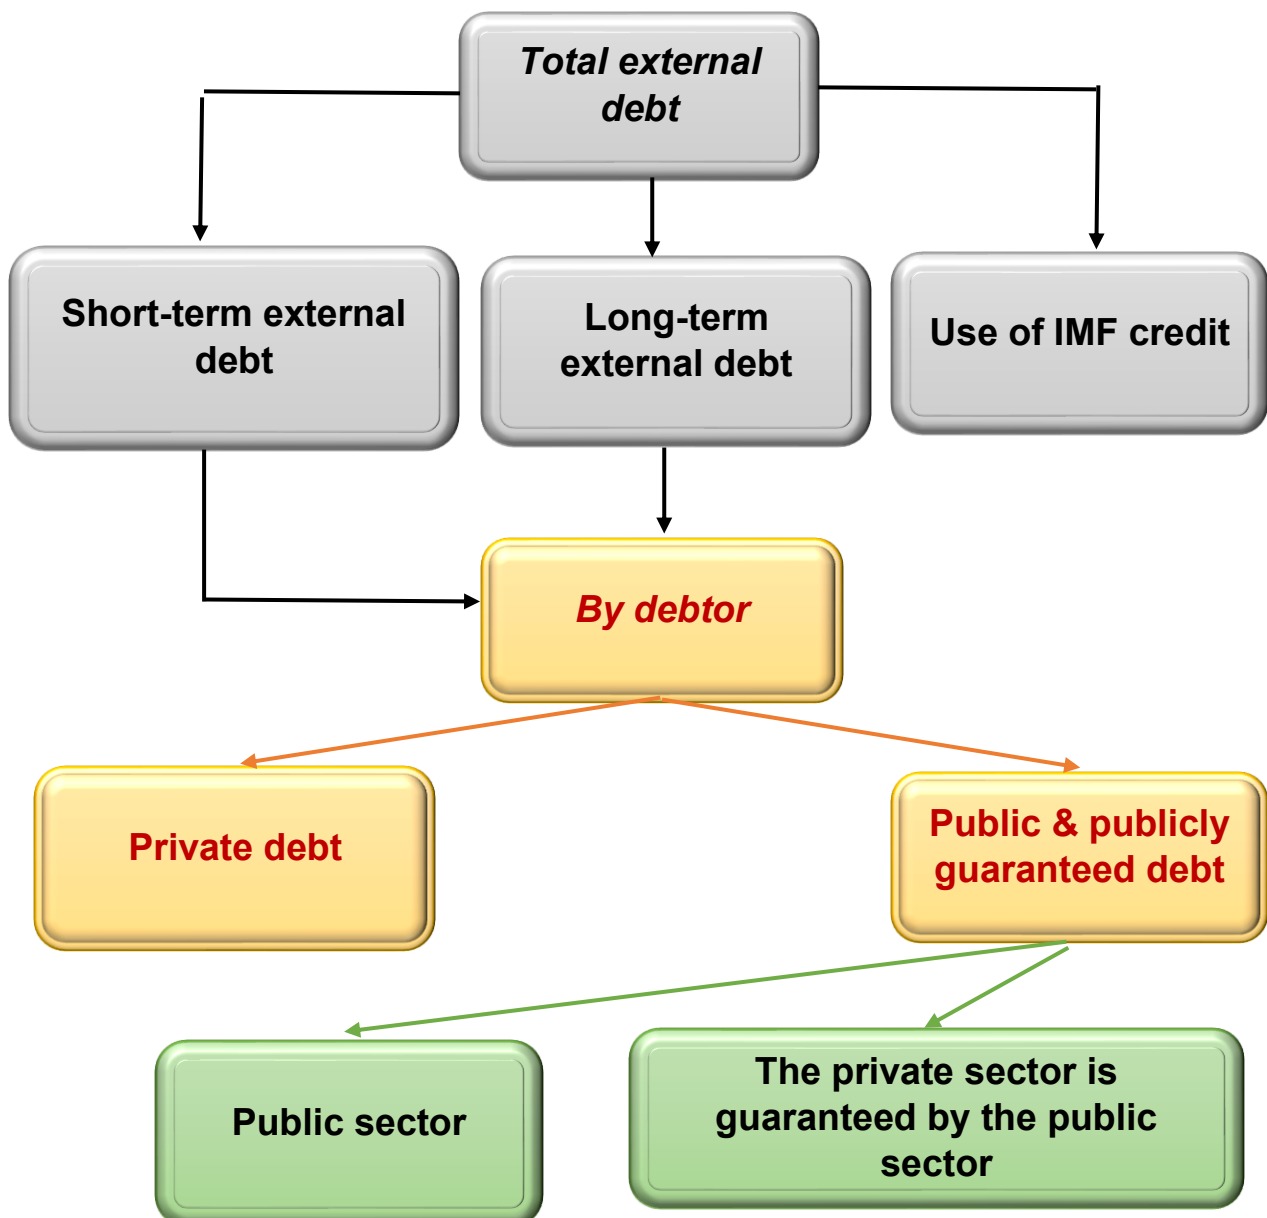 Total external
debt
Short-term external
debt
Long-term
external debt
Use of IMF credit
By debtor
Private debt
Public & publicly
guaranteed debt
Public sector
The private sector is
guaranteed by the public
sector